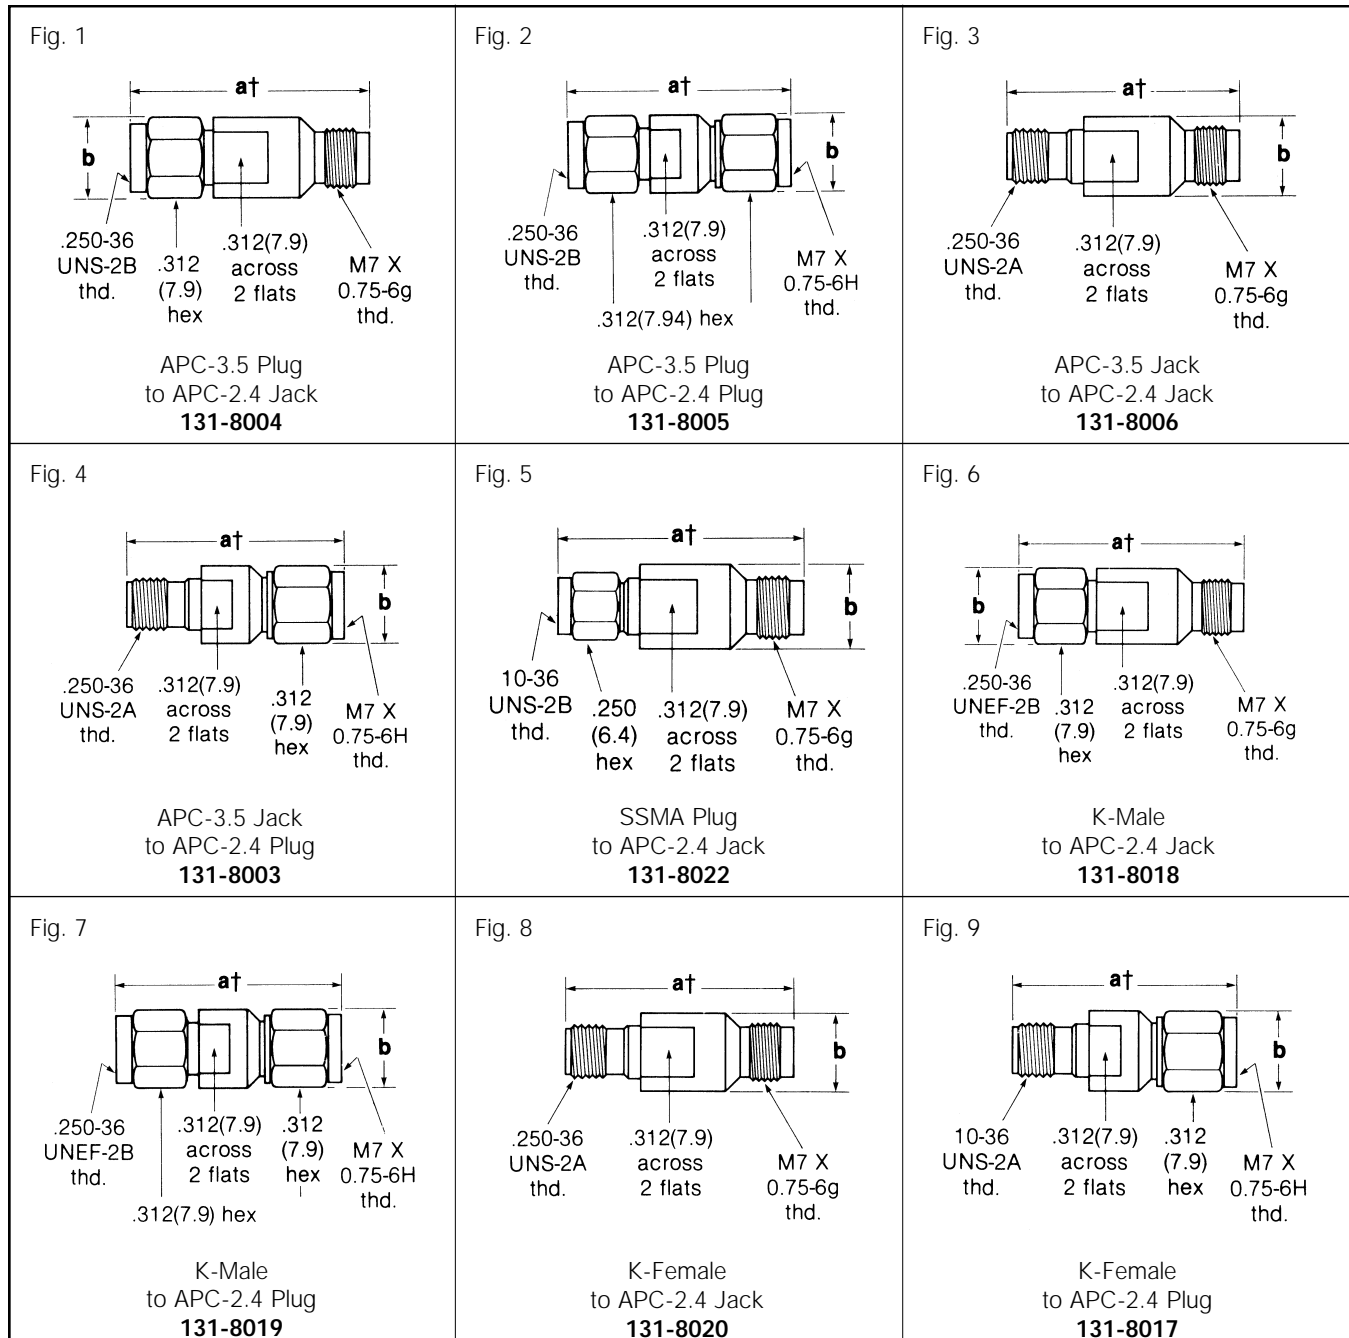 Fig. 1
a†
b
.250-36
UNS-2B
thd.
.312
(7.9)
hex
.312(7.9)
across
2 flats
M7 X
0.75-6g
thd.
APC-3.5 Plug
to APC-2.4 Jack
131-8004
Fig. 2
a†
b
.250-36
UNS-2B
thd.
.312(7.9)
across
2 flats
M7 X
0.75-6H
thd.
.312(7.94) hex
APC-3.5 Plug
to APC-2.4 Plug
131-8005
Fig. 3
a†
b
.250-36
UNS-2A
thd.
.312(7.9)
across
2 flats
M7 X
0.75-6g
thd.
APC-3.5 Jack
to APC-2.4 Jack
131-8006
Fig. 4
a†
b
.250-36
UNS-2A
thd.
.312(7.9)
across
2 flats
.312
(7.9)
hex
M7 X
0.75-6H
thd.
APC-3.5 Jack
to APC-2.4 Plug
131-8003
Fig. 5
a†
b
10-36
UNS-2B
thd.
.250
(6.4)
hex
.312(7.9)
across
2 flats
M7 X
0.75-6g
thd.
SSMA Plug
to APC-2.4 Jack
131-8022
Fig. 6
a†
b
.250-36
UNEF-2B
thd.
.312
(7.9)
hex
.312(7.9)
across
2 flats
M7 X
0.75-6g
thd.
K-Male
to APC-2.4 Jack
131-8018
Fig. 7
a†
b
.250-36
UNEF-2B
thd.
.312(7.9)
across
2 flats
.312
(7.9)
hex
M7 X
0.75-6H
thd.
.312(7.9) hex
K-Male
to APC-2.4 Plug
131-8019
Fig. 8
a†
b
.250-36
UNS-2A
thd.
.312(7.9)
across
2 flats
M7 X
0.75-6g
thd.
K-Female
to APC-2.4 Jack
131-8020
Fig. 9
a†
b
10-36
UNS-2A
thd.
.312(7.9)
across
2 flats
.312
(7.9)
hex
M7 X
0.75-6H
thd.
K-Female
to APC-2.4 Plug
131-8017